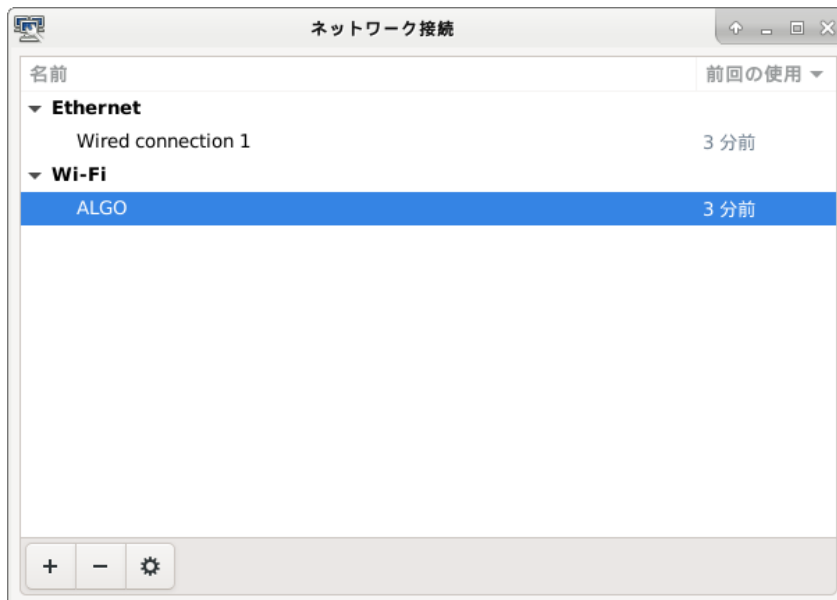 ネットワーク接続
名前 前回の使用
Ethernet
Wired connection 1 3 分前
Wi-Fi
ALGO 3 分前